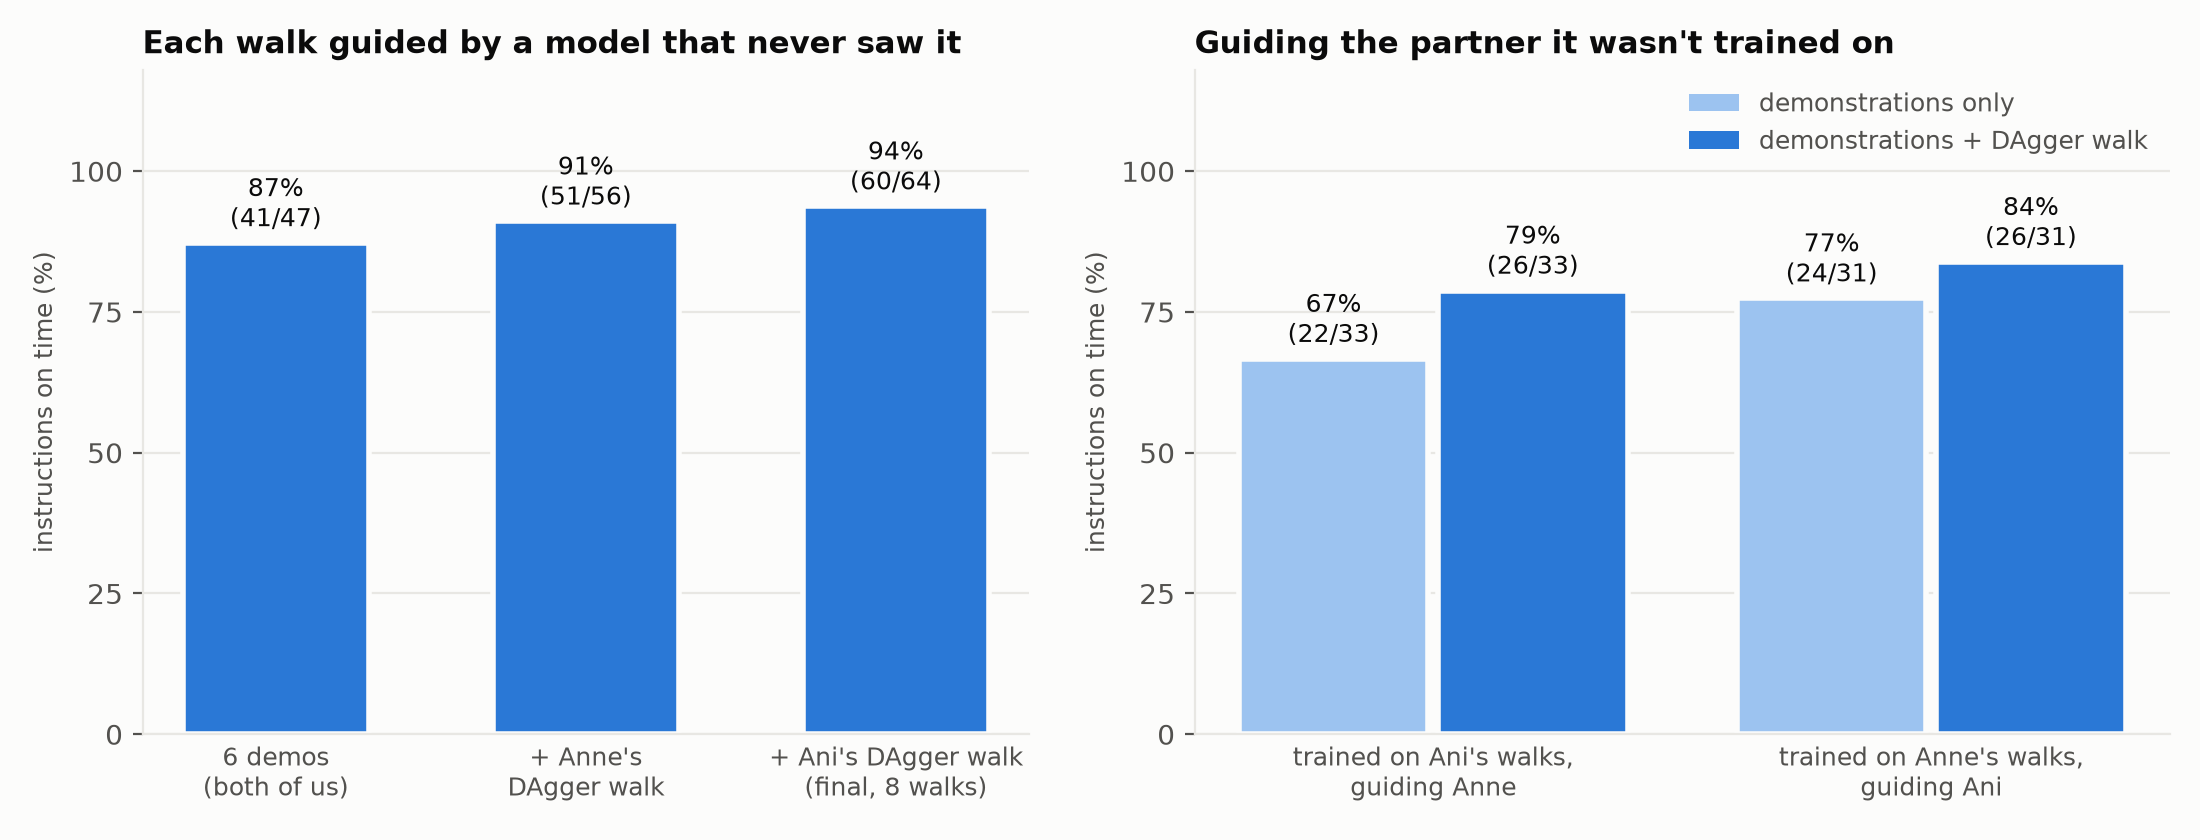 Each walk guided by a model that never saw it
instructions on time (%)
100
75
50
25
0
87%
(41/47)
91%
(51/56)
94%
(60/64)
6 demos
(both of us)
+ Anne's
DAgger walk
+ Ani's DAgger walk
(final, 8 walks)
Guiding the partner it wasn't trained on
demonstrations only
demonstrations + DAgger walk
instructions on time (%)
100
75
50
25
0
67%
(22/33)
79%
(26/33)
77%
(24/31)
84%
(26/31)
trained on Ani's walks,
guiding Anne
trained on Anne's walks,
guiding Ani